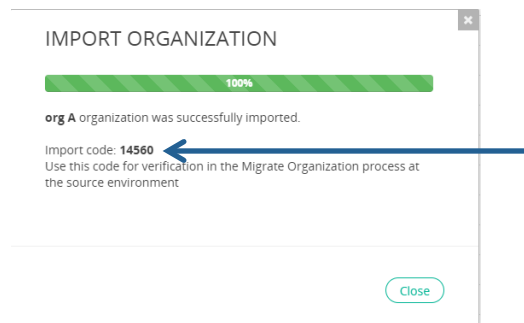 IMPORT ORGANIZATION
100%
org A organization was successfully imported.
Import code: 14560
Use this code for verification in the Migrate Organization process at
the source environment
Close